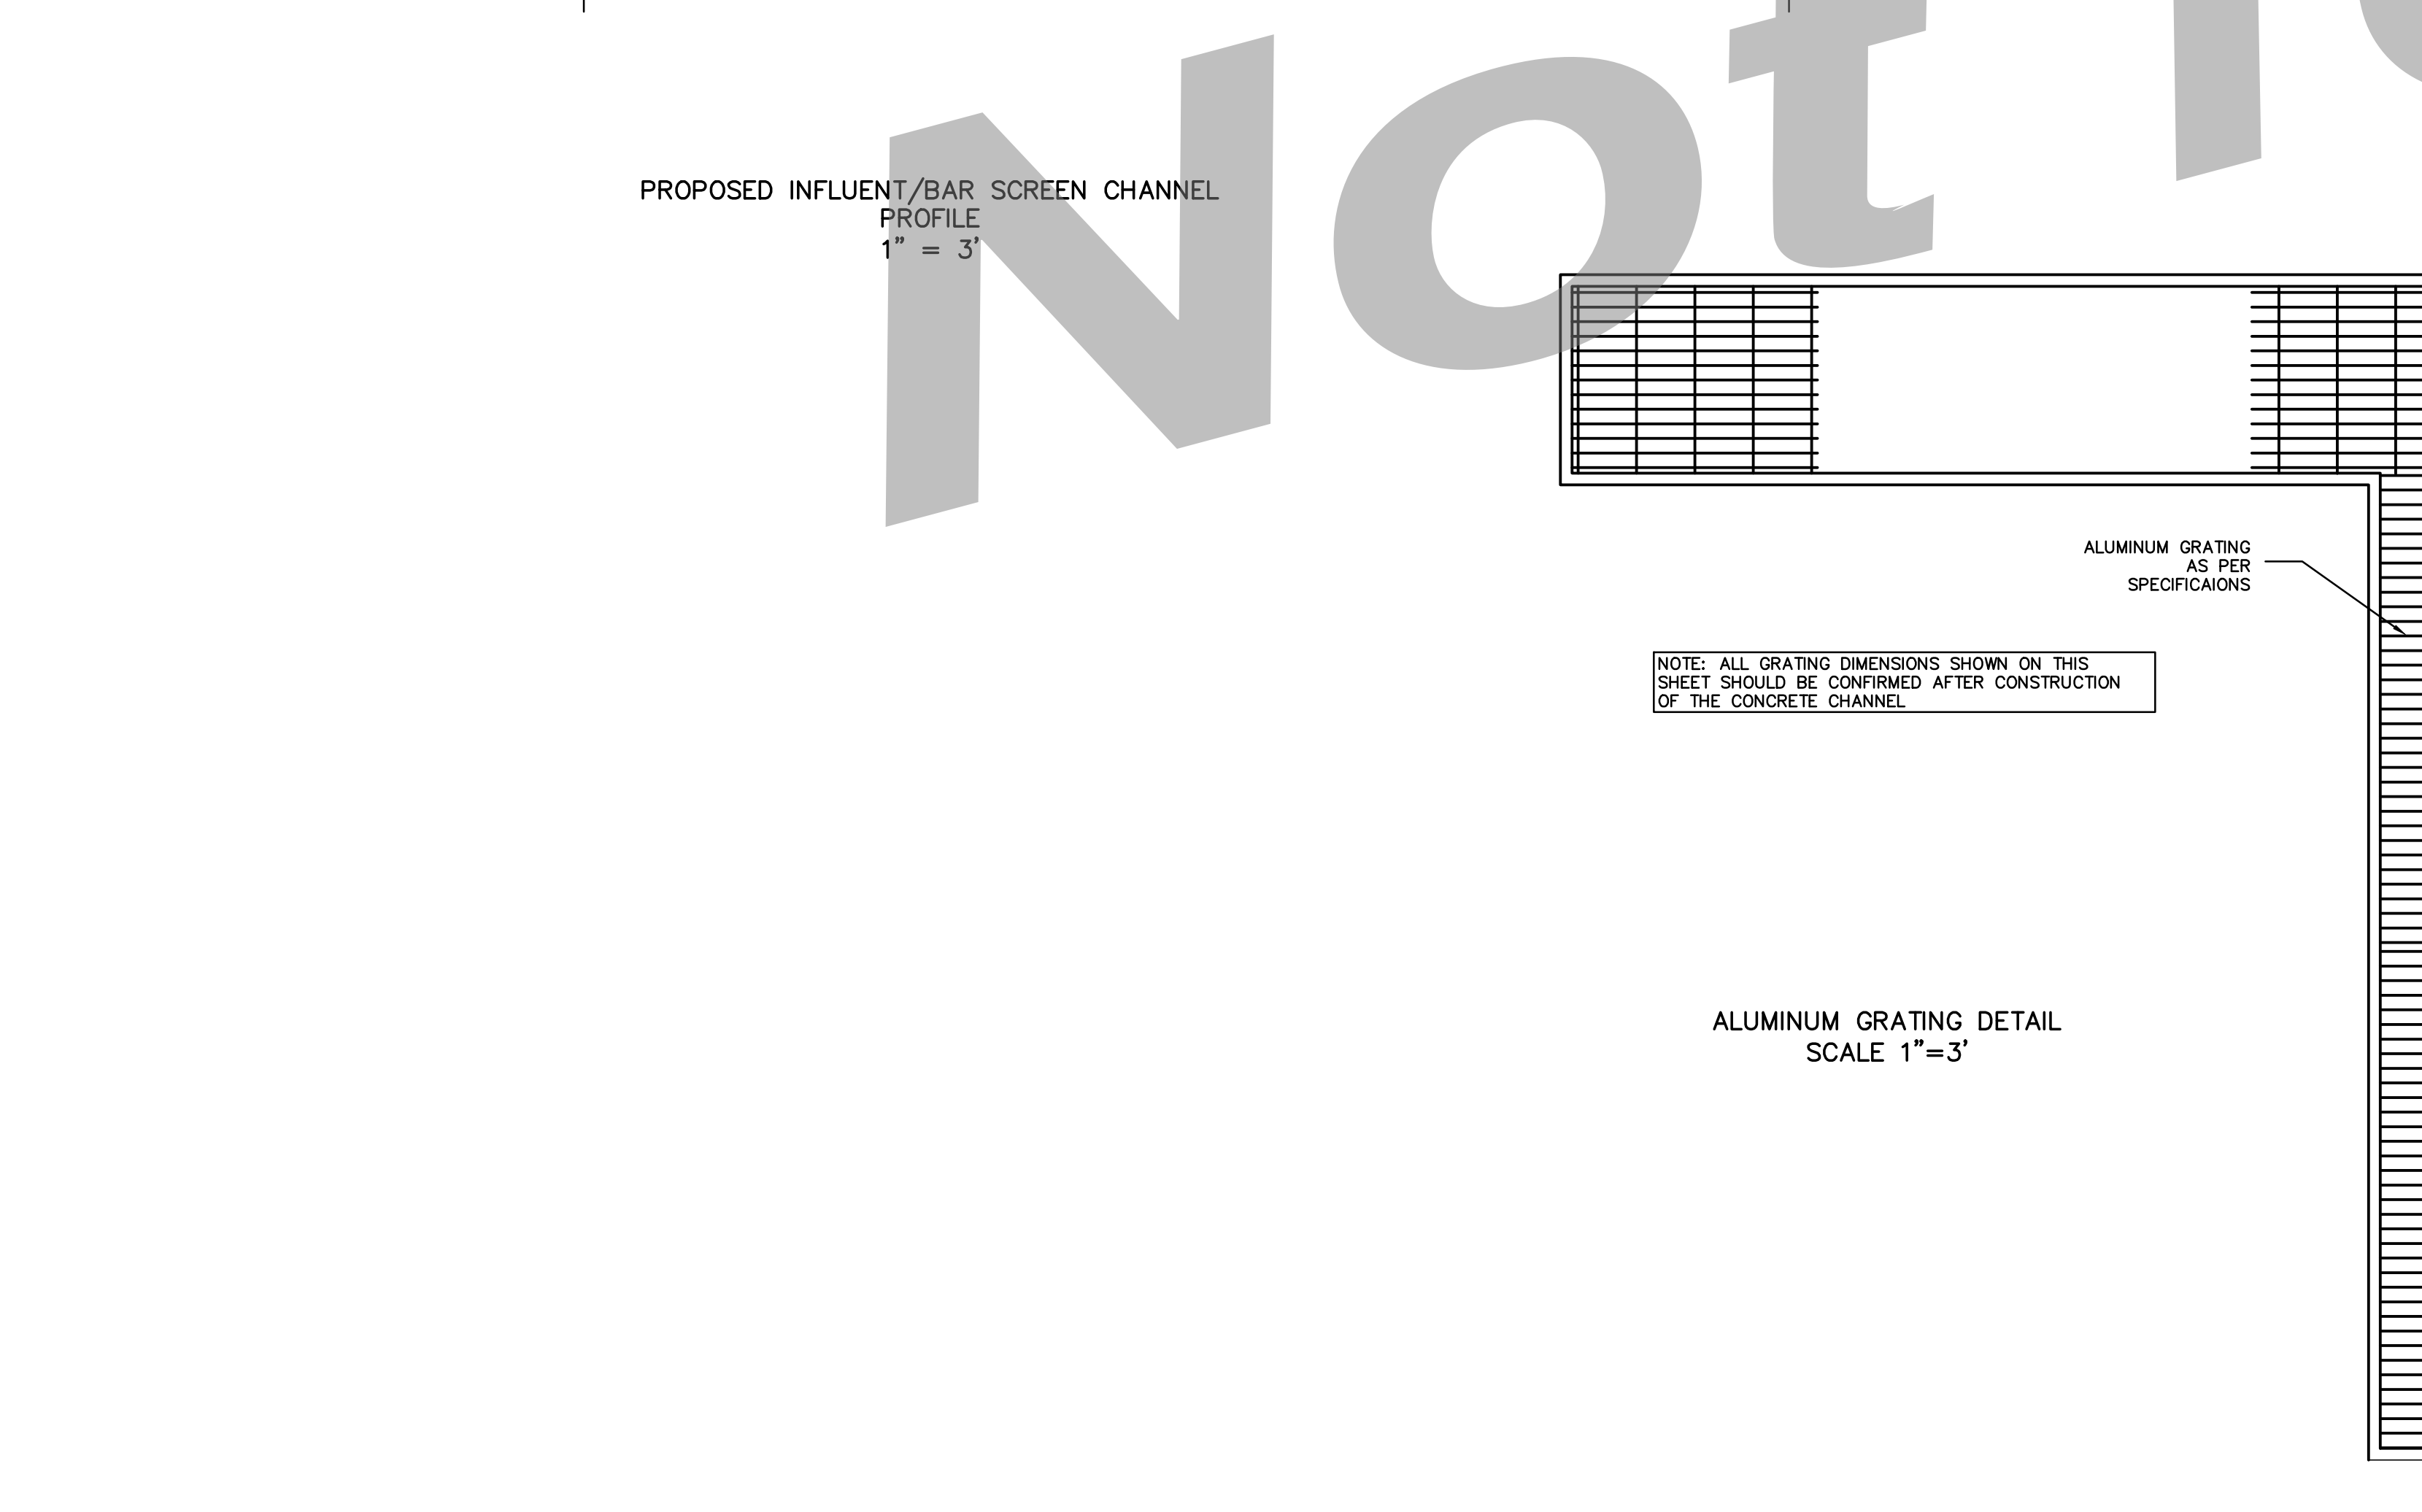 Not
PROPOSED INFLUENT/BAR SCREEN CHANNEL
PROFILE
1" = 3'
ALUMINUM GRATING
AS PER
SPECIFICAIONS
NOTE: ALL GRATING DIMENSIONS SHOWN ON THIS
SHEET SHOULD BE CONFIRMED AFTER CONSTRUCTION
OF THE CONCRETE CHANNEL
ALUMINUM GRATING DETAIL
SCALE 1"=3'